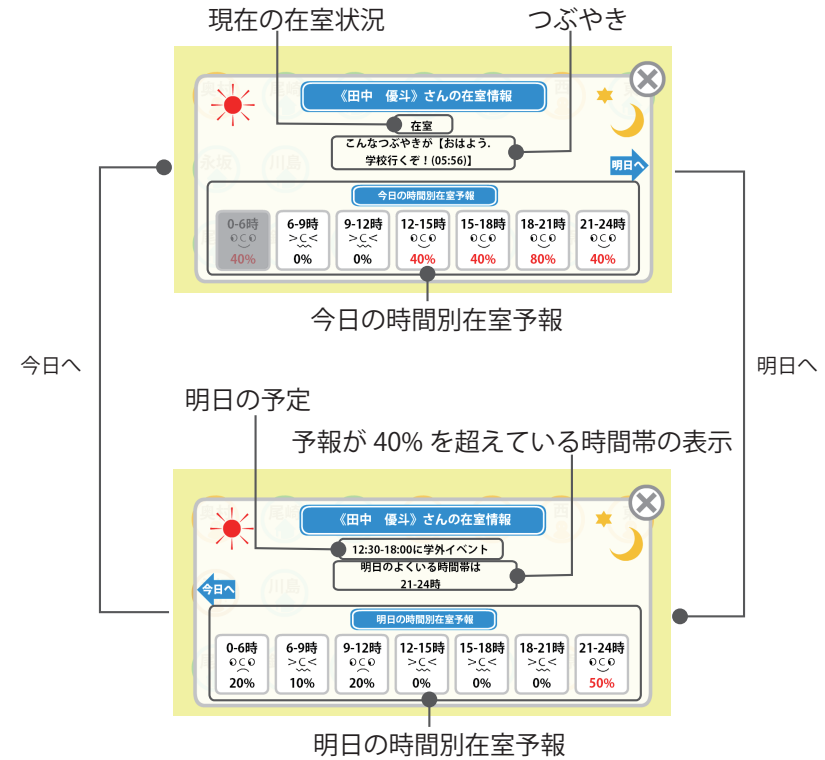 現在の在室状況
つぶやき
《田中　優斗》さんの在室情報
在室
こんなつぶやきが【おはよう.
学校行くぞ！(05:56)】
明日へ
今日の時間別在室予報
0-6時
6-9時
9-12時
12-15時
15-18時
18-21時
21-24時
40%
0%
0%
40%
40%
80%
40%
永坂
川島
今日の時間別在室予報
今日へ
明日へ
明日の予定
予報が 40% を超えている時間帯の表示
《田中　優斗》さんの在室情報
12:30-18:00に学外イベント
明日のよくいる時間帯は
21-24時
今日へ
川島
明日の時間別在室予報
0-6時
6-9時
9-12時
12-15時
15-18時
18-21時
21-24時
20%
10%
20%
0%
0%
0%
50%
明日の時間別在室予報